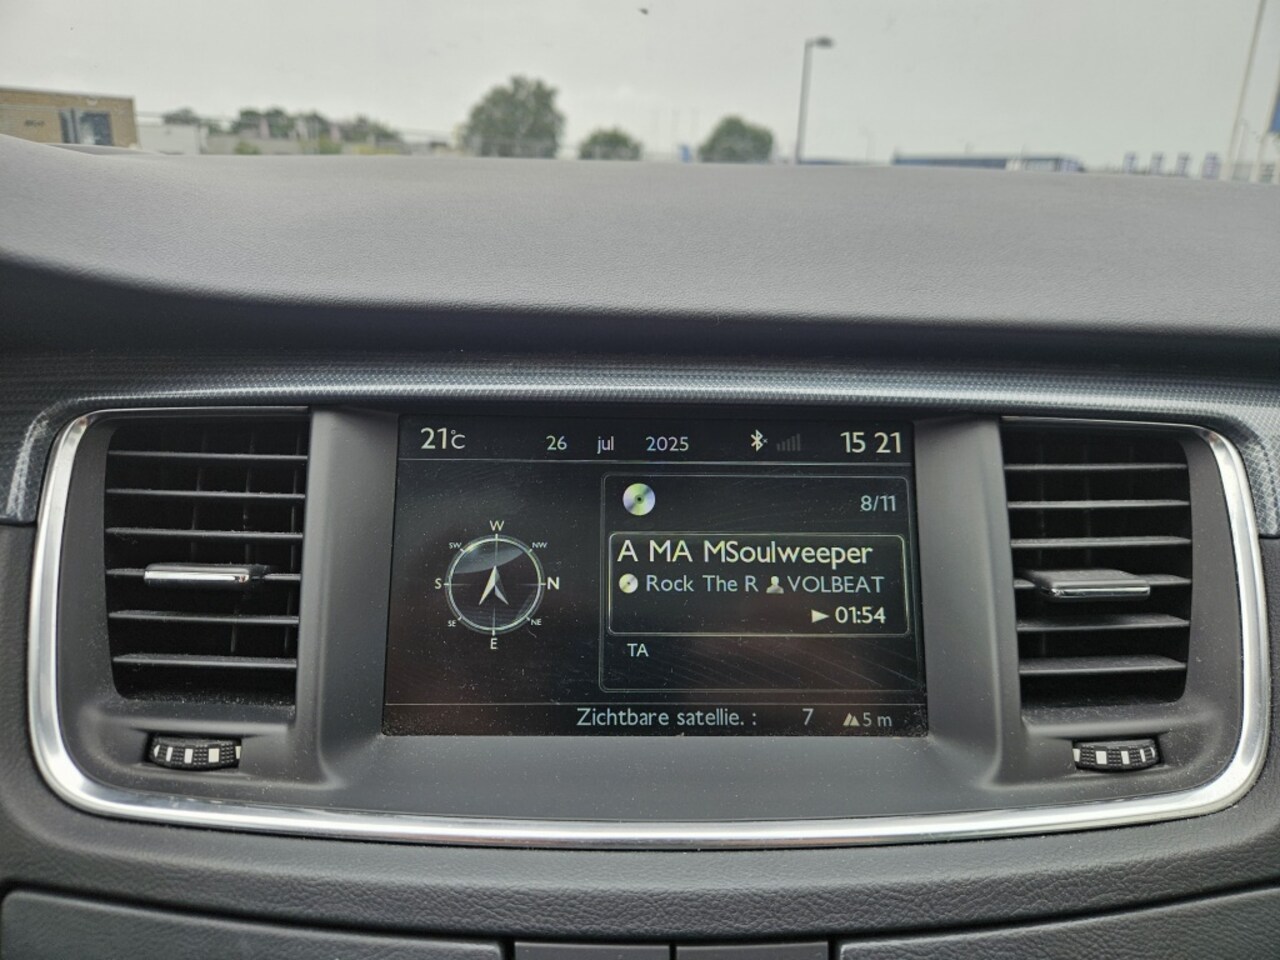 21°C 26 jul 2025 15 21
8/11
A MA MSoulweeper
Rock The R VOLBEAT
01:54
TA
W
SW NW
S N
SE NE
E
Zichtbare satellie. : 7 5 m